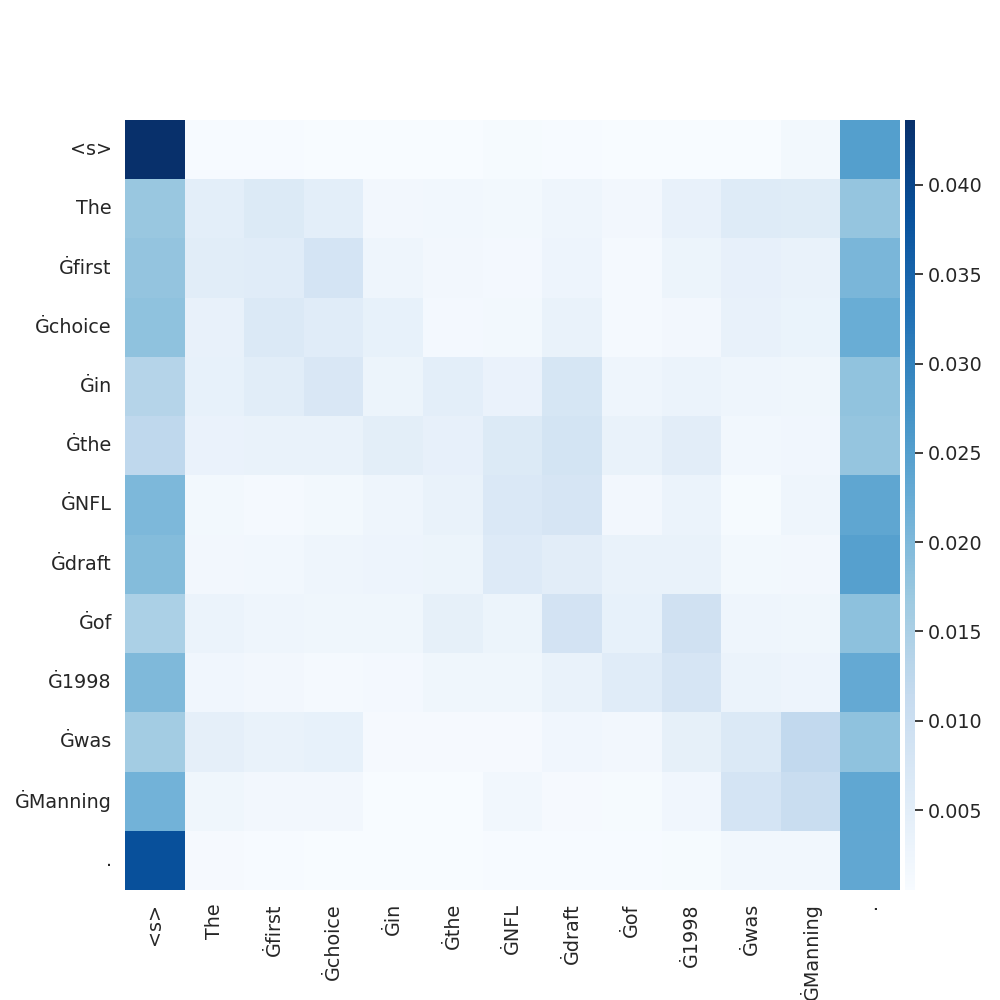 <s>
The
Ġfirst
Ġchoice
Ġin
Ġthe
ĠNFL
Ġdraft
Ġof
Ġ1998
Ġwas
ĠManning
.
0.040
0.035
0.030
0.025
0.020
0.015
0.010
0.005
<s>
The
Ġfirst
Ġchoice
Ġin
Ġthe
ĠNFL
Ġdraft
Ġof
Ġ1998
Ġwas
ĠManning
.